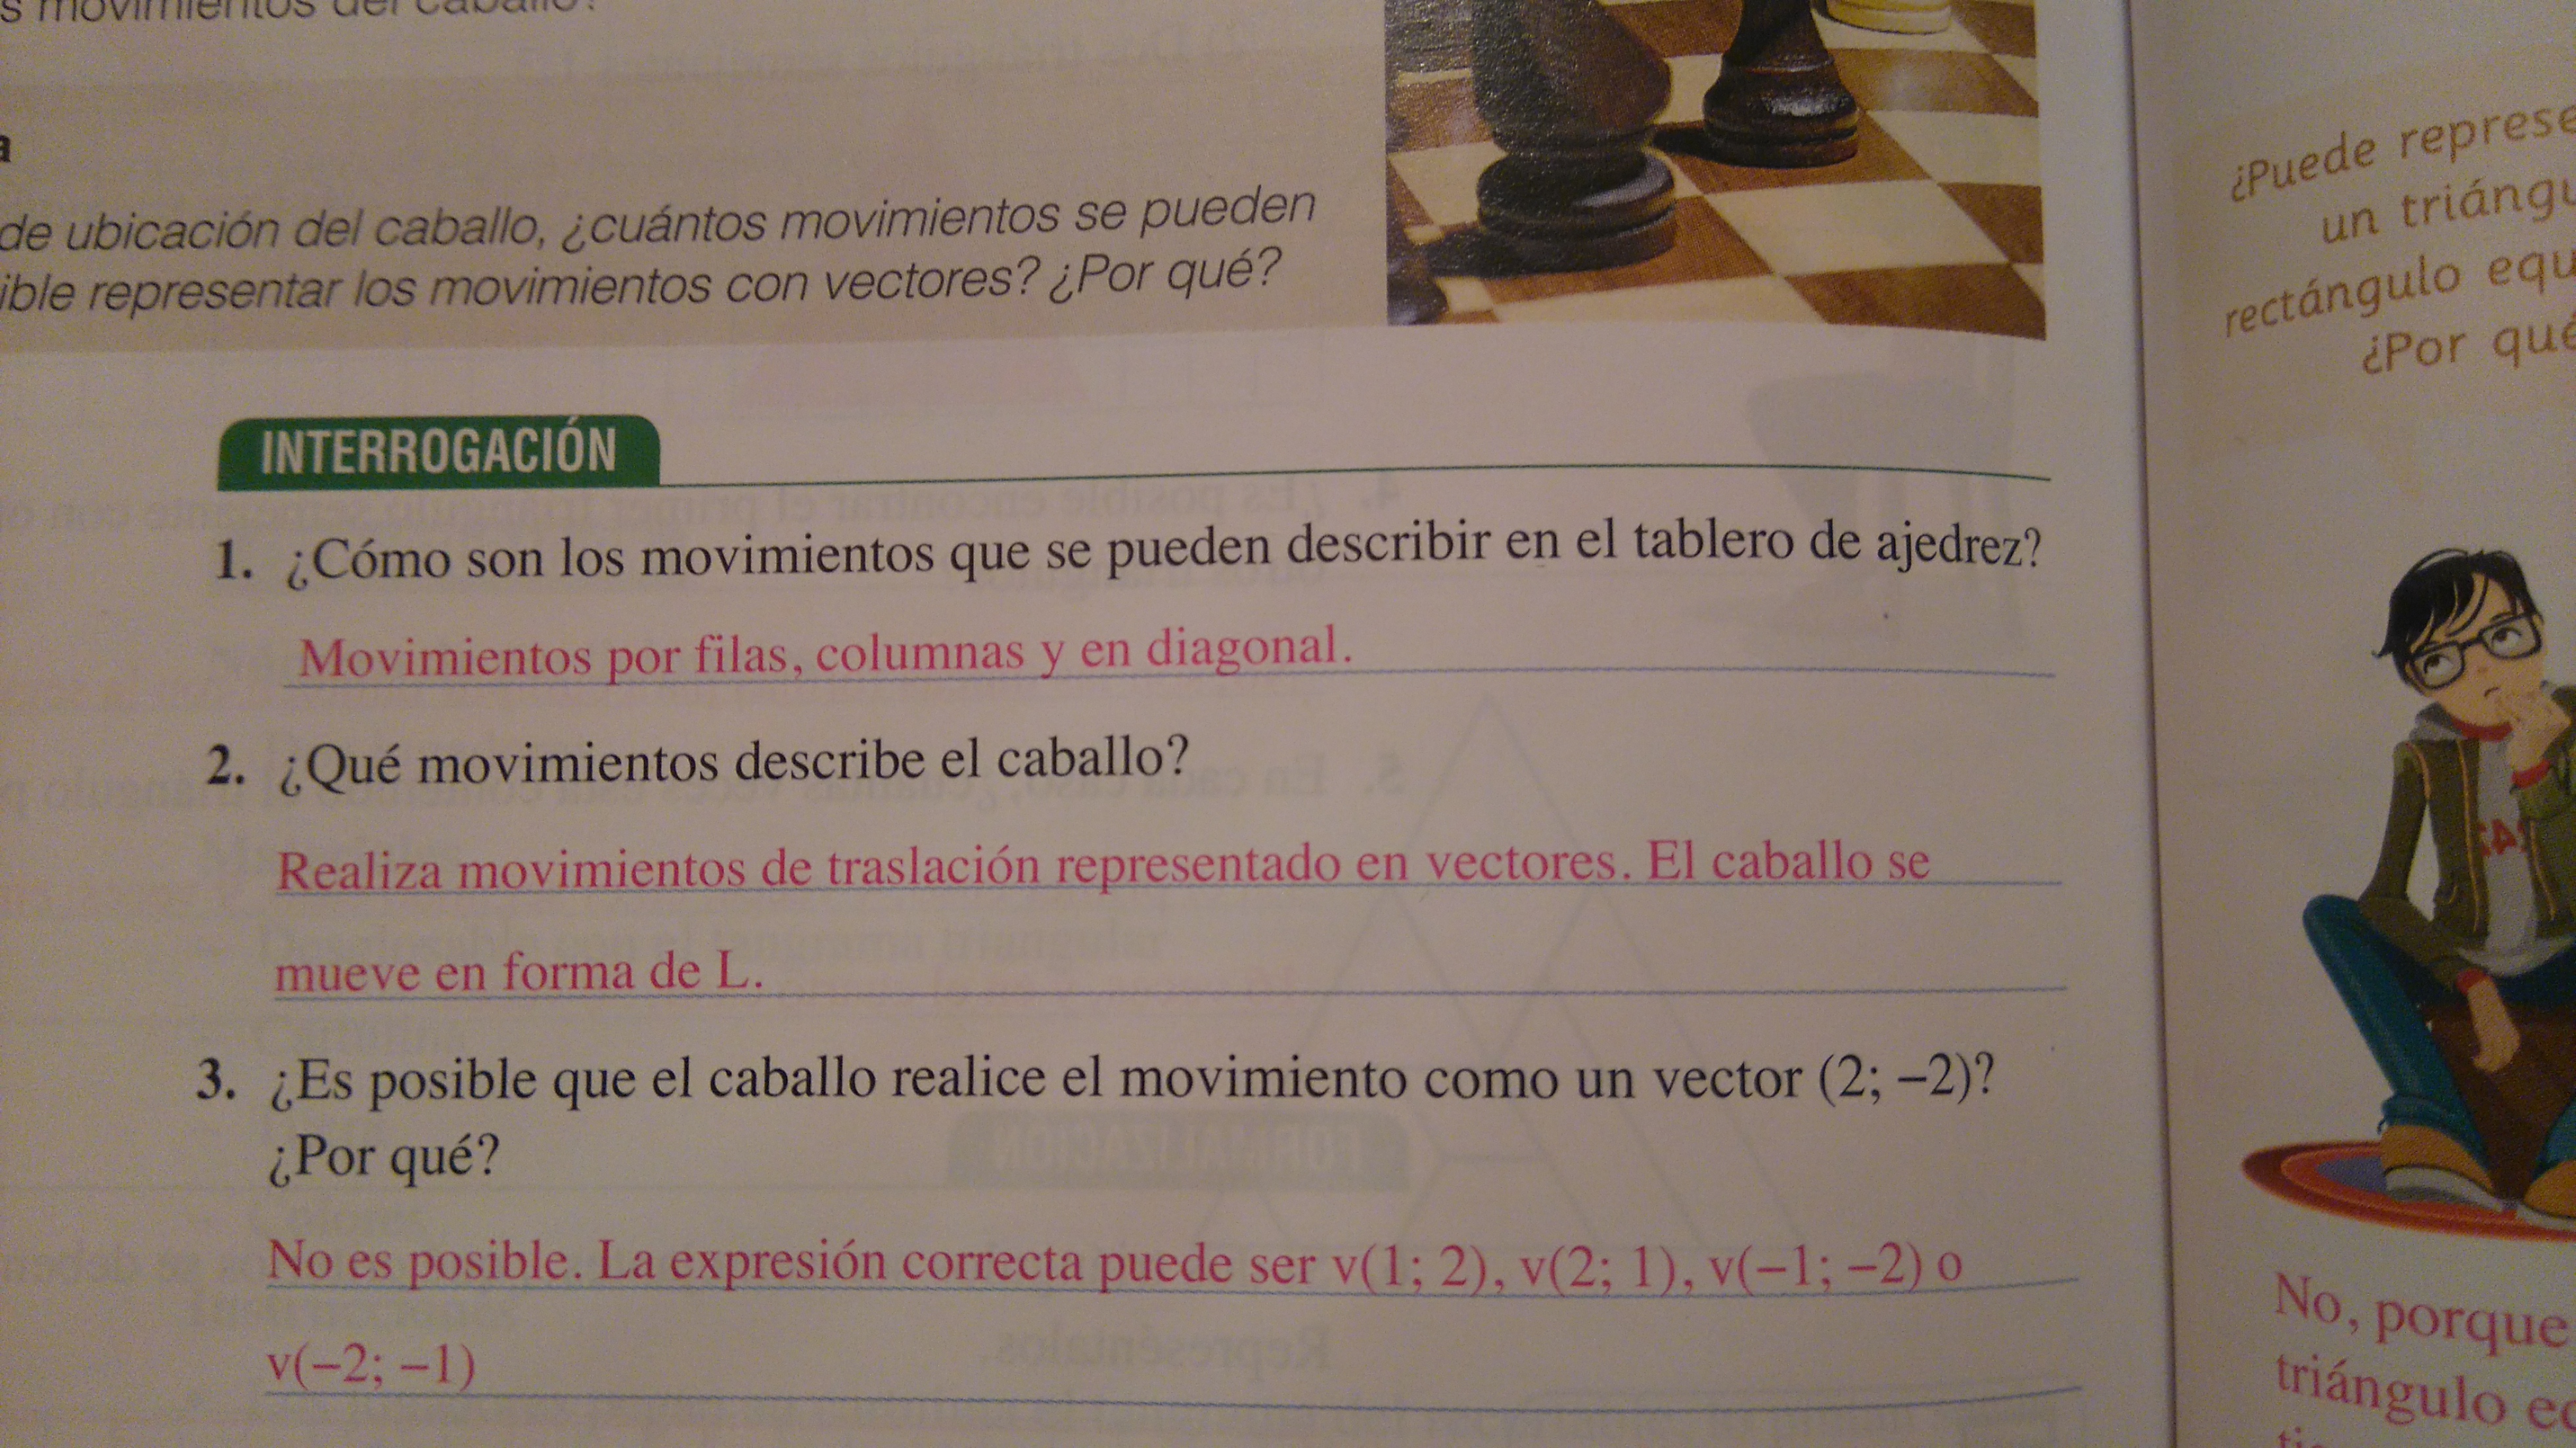 s movimientos del caballo?
a
de ubicación del caballo, ¿cuántos movimientos se pueden
ible representar los movimientos con vectores? ¿Por qué?
INTERROGACIÓN
1. ¿Cómo son los movimientos que se pueden describir en el tablero de ajedrez?
Movimientos por filas, columnas y en diagonal.
2. ¿Qué movimientos describe el caballo?
Realiza movimientos de traslación representado en vectores. El caballo se
mueve en forma de L.
3. ¿Es posible que el caballo realice el movimiento como un vector (2; –2)?
¿Por qué?
No es posible. La expresión correcta puede ser v(1; 2), v(2; 1), v(–1; –2) o
v(–2; –1)
¿Puede represe
un triángu
rectángulo equ
¿Por qué
No, porque
triángulo eq